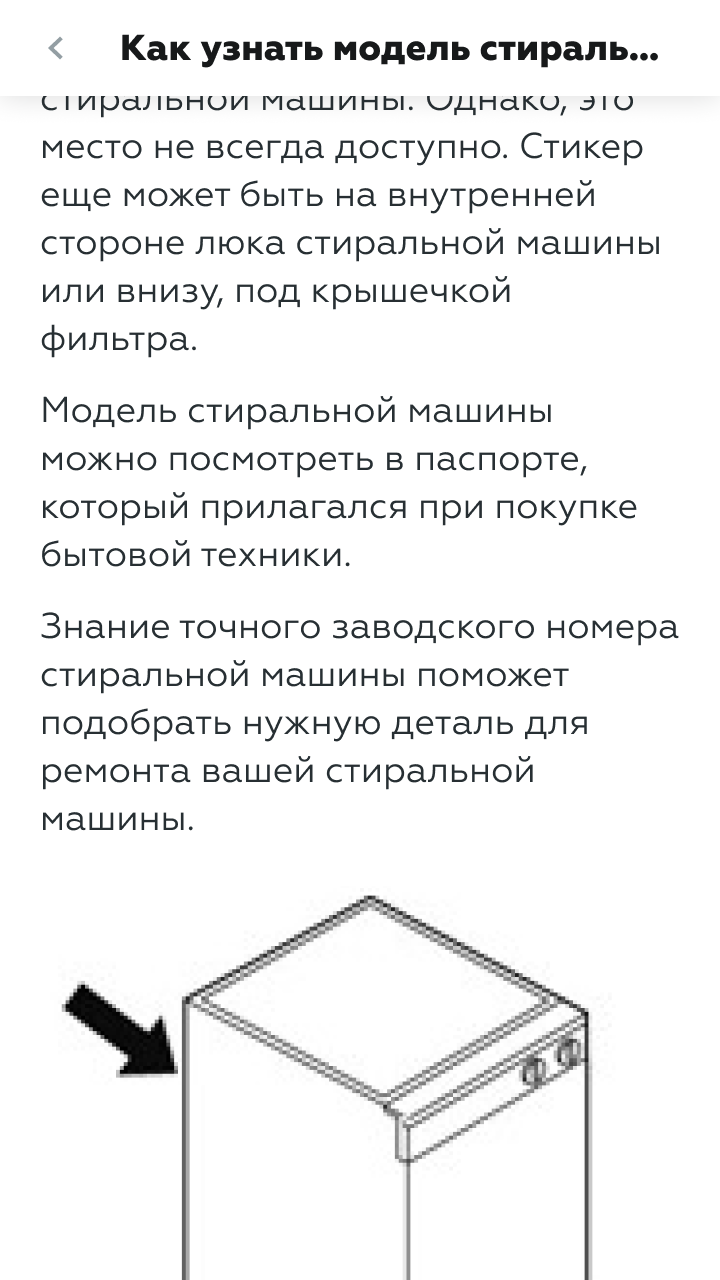 Как узнать модель стираль...
стиральной машины. Однако, это
место не всегда доступно. Стикер
еще может быть на внутренней
стороне люка стиральной машины
или внизу, под крышечкой
фильтра.
Модель стиральной машины
можно посмотреть в паспорте,
который прилагался при покупке
бытовой техники.
Знание точного заводского номера
стиральной машины поможет
подобрать нужную деталь для
ремонта вашей стиральной
машины.